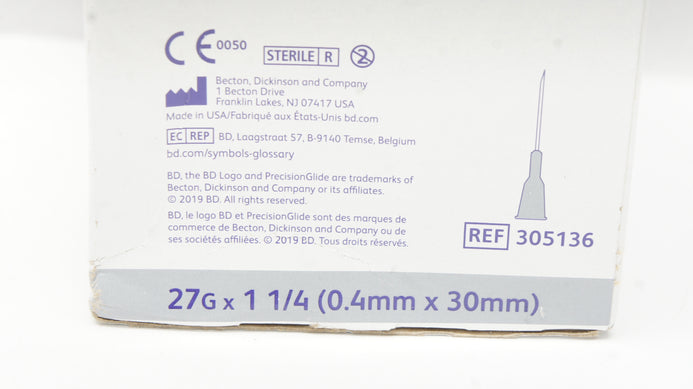 CE 0050
STERILE R 2
Becton, Dickinson and Company
1 Becton Drive
Franklin Lakes, NJ 07417 USA
Made in USA/Fabriqué aux États-Unis bd.com
EC REP BD, Laagstraat 57, B-9140 Temse, Belgium
bd.com/symbols-glossary
BD, the BD Logo and PrecisionGlide are trademarks of
Becton, Dickinson and Company or its affiliates.
© 2019 BD. All rights reserved.
BD, le logo BD et PrecisionGlide sont des marques de
commerce de Becton, Dickinson and Company ou de
ses sociétés affiliées. © 2019 BD. Tous droits réservés.
REF 305136
27G x 1 1/4 (0.4mm x 30mm)